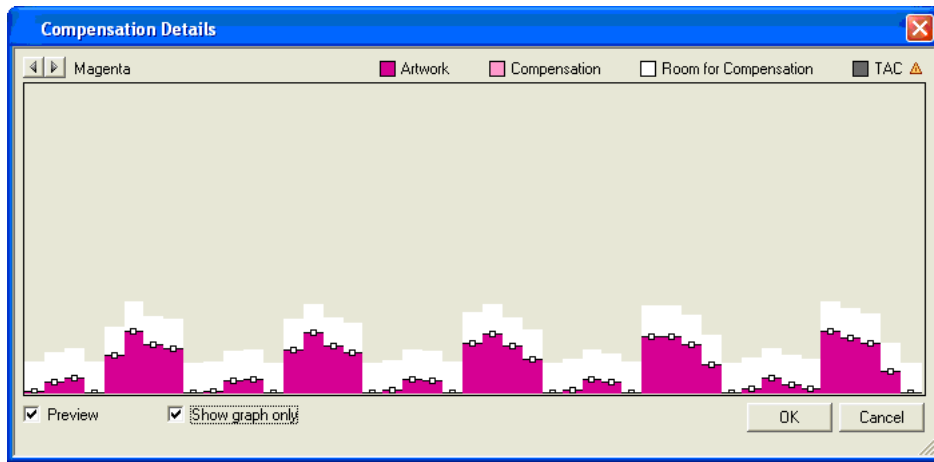 Compensation Details
Magenta Artwork Compensation Room for Compensation TAC
Preview Show graph only OK Cancel